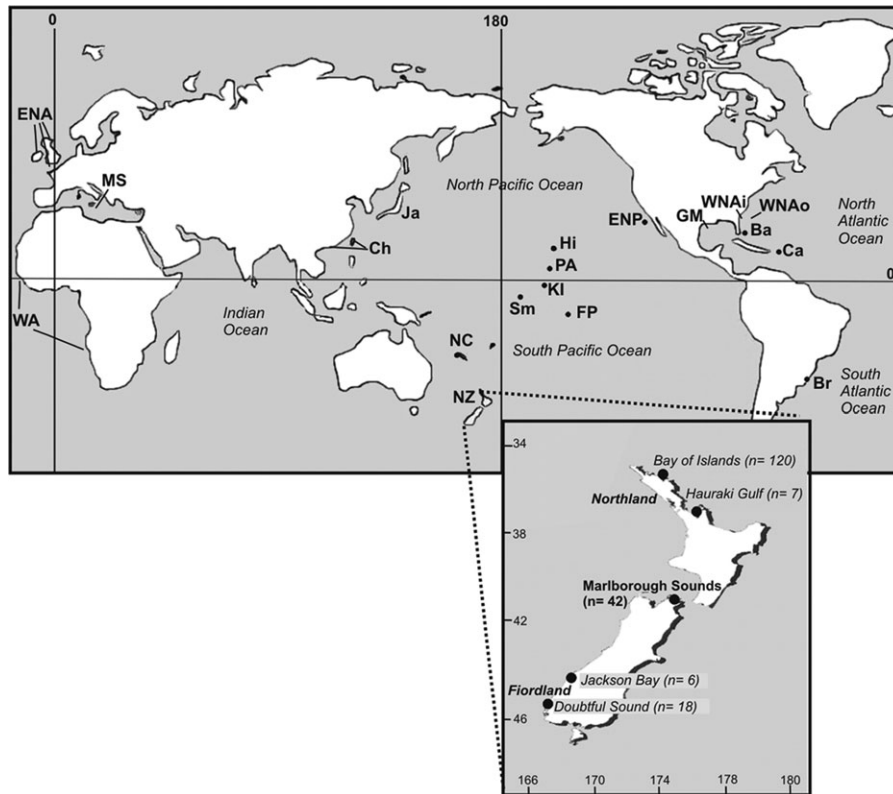 0
180
ENA
MS
North Pacific Ocean
Ja
ENP
GM
WNAi
WNAo
North
Atlantic
Ocean
Ba
Ch
Hi
Ca
PA
0
KI
Indian
Ocean
Sm
FP
WA
NC
South Pacific Ocean
South
Atlantic
Ocean
Br
NZ
34
Bay of Islands (n= 120)
Hauraki Gulf (n= 7)
Northland
38
Marlborough Sounds
(n= 42)
42
Jackson Bay (n= 6)
Fiordland
Doubtful Sound (n= 18)
46
166 170 174 178 180